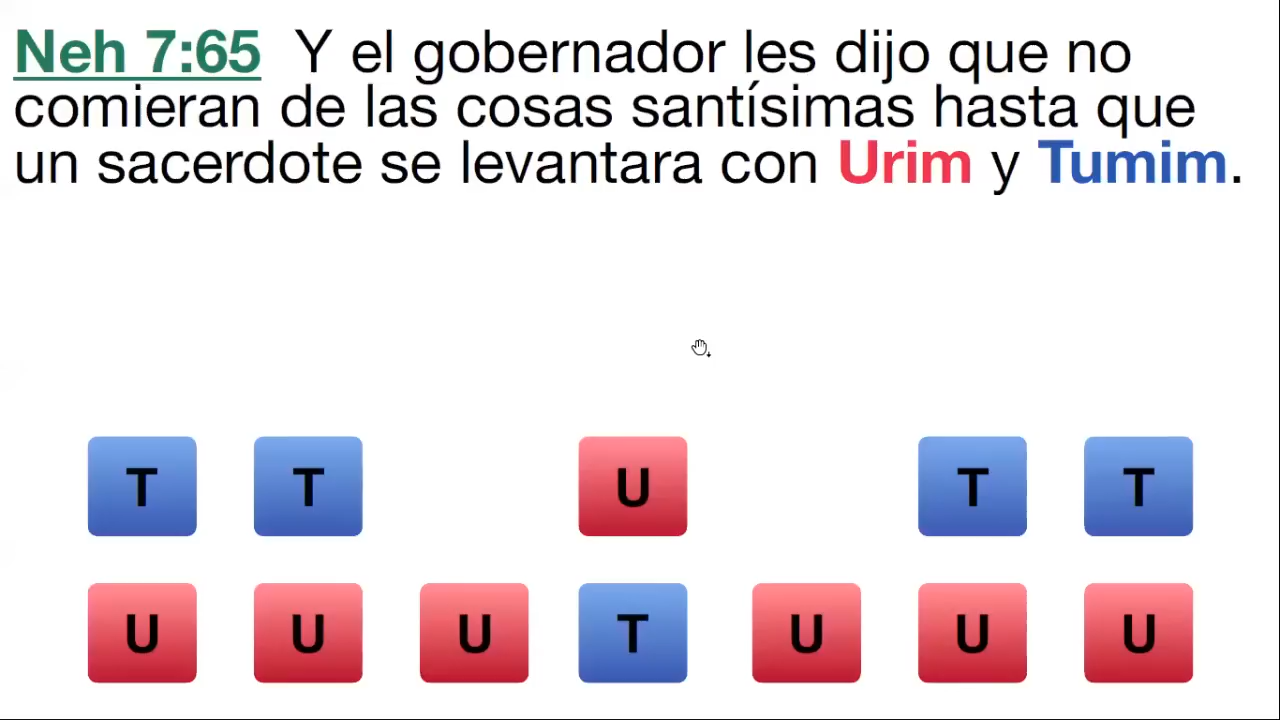 Neh 7:65 Y el gobernador les dijo que no
comieran de las cosas santísimas hasta que
un sacerdote se levantara con Urim y Tumim.
T T U T T
U U U T U U U